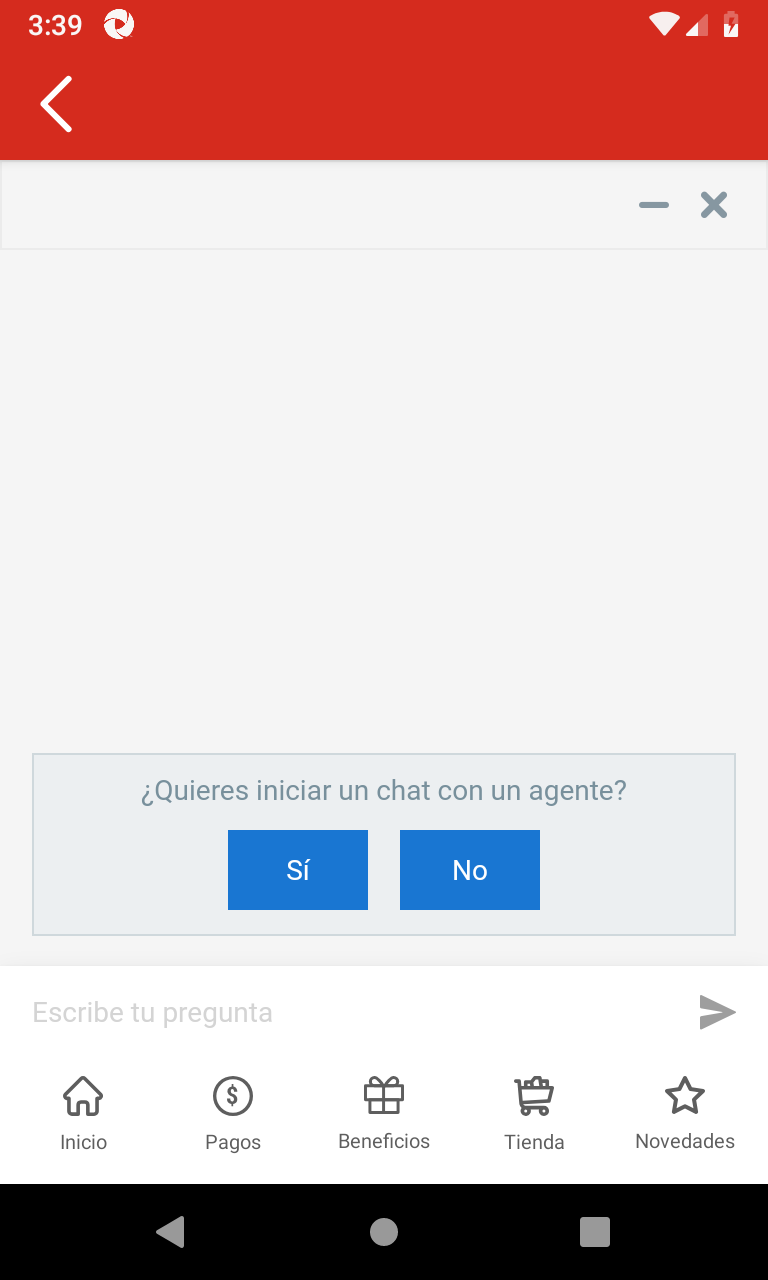 3:39
¿Quieres iniciar un chat con un agente?
Sí No
Escribe tu pregunta
Inicio Pagos Beneficios Tienda Novedades